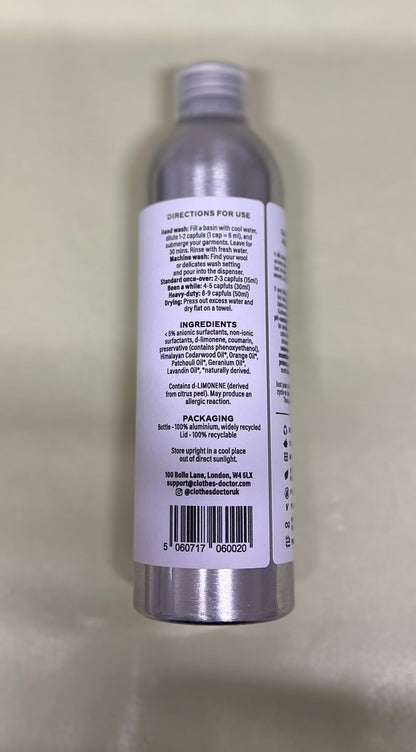 DIRECTIONS FOR USE
Hand wash: Fill a basin with cool water,
dilute 1-2 capfuls (1 cap = 6 ml), and
submerge your garments. Leave for
30 mins. Rinse with fresh water.
Machine wash: Find your wool
or delicates wash setting
and pour into the dispenser.
Standard once-over: 2-3 capfuls (15ml)
Been a while: 4-5 capfuls (30ml)
Heavy-duty: 6-9 capfuls (50ml)
Drying: Press out excess water and
dry flat on a towel.
INGREDIENTS
< 5% anionic surfactants, non-ionic
surfactants, d-limonene, coumarin,
preservative (contains phenoxyethanol),
Himalayan Cedarwood Oil*, Orange Oil*,
Patchouli Oil*, Geranium Oil*,
Lavandin Oil*, *naturally derived.
Contains d-LIMONENE (derived
from citrus peel). May produce an
allergic reaction.
PACKAGING
Bottle - 100% aluminium, widely recycled
Lid - 100% recyclable
Store upright in a cool place
out of direct sunlight.
100 Bollo Lane, London, W4 5LX
support@clothes-doctor.com
@clothesdoctoruk
5 060717 060020
Just
cycle